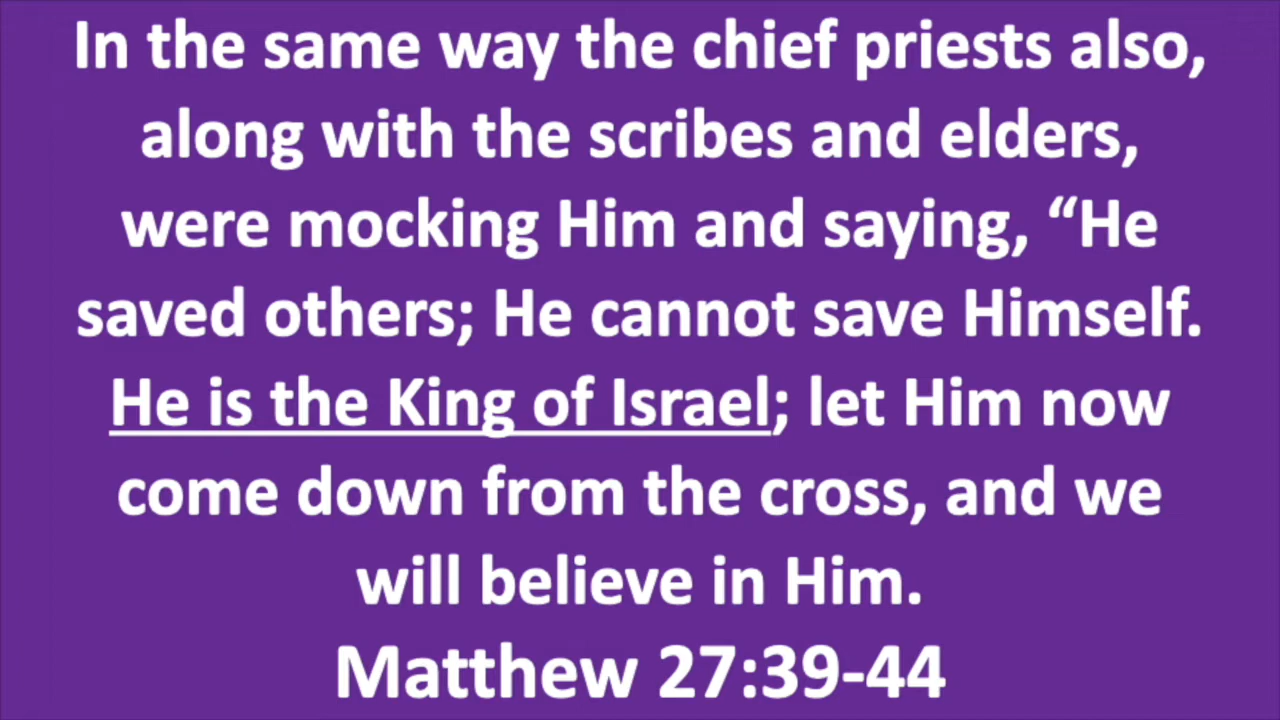 In the same way the chief priests also,
along with the scribes and elders,
were mocking Him and saying, “He
saved others; He cannot save Himself.
He is the King of Israel; let Him now
come down from the cross, and we
will believe in Him.
Matthew 27:39-44